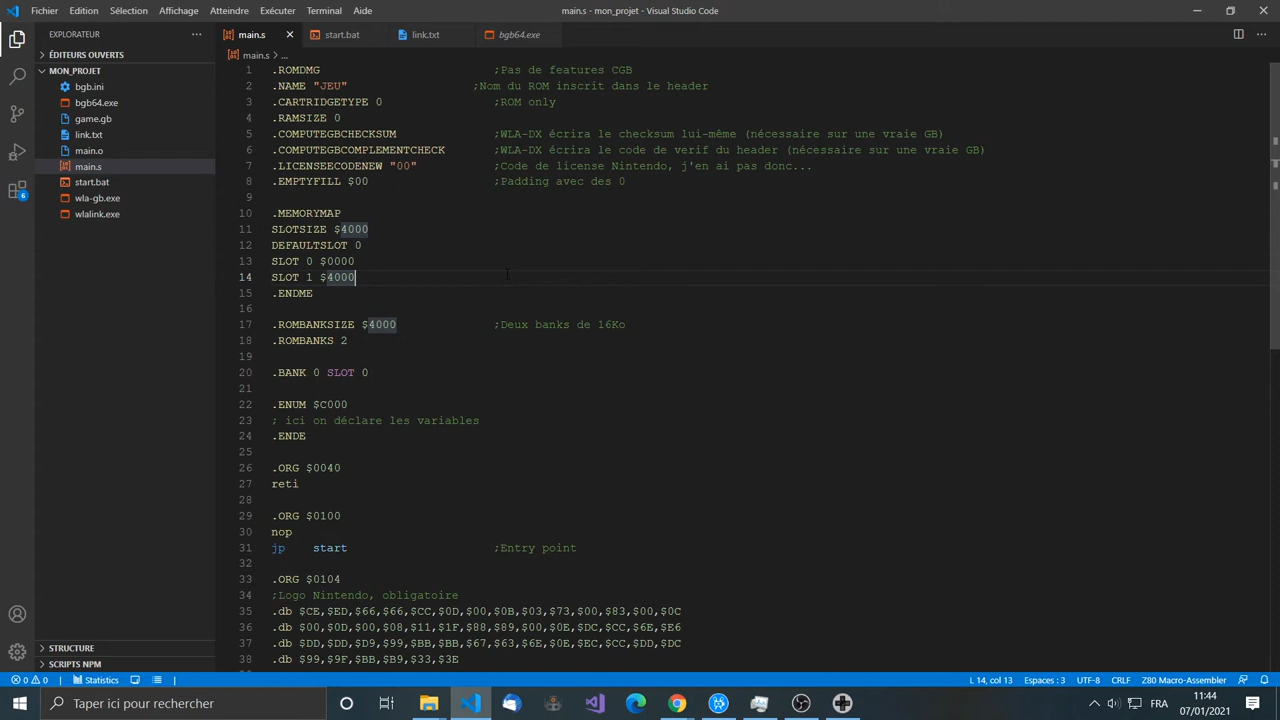 Fichier Edition Sélection Affichage Atteindre Exécuter Terminal Aider
main.s - mon_projet - Visual Studio Code
EXPLORATEUR
main.s
start.bat
link.txt
bgb64.exe
ÉDITEURS OUVERTS
main.s > ...
MON_PROJET
bgb.ini
bgb64.exe
game.gb
link.txt
main.o
main.s
start.bat
wla-gb.exe
wlalink.exe
STRUCTURE
SCRIPTS NPM
6
1 .ROMDMG ;Pas de features CGB
2 .NAME "JEU" ;Nom du ROM inscrit dans le header
3 .CARTRIDGETYPE 0 ;ROM only
4 .RAMSIZE 0
5 .COMPUTEGBCHECKSUM ;WLA-DX écrira le checksum lui-même (nécessaire sur une vraie GB)
6 .COMPUTEGBCOMPLEMENTCHECK ;WLA-DX écrira le code de verif du header (nécessaire sur une vraie GB)
7 .LICENSEECODENEW "00" ;Code de license Nintendo, j'en ai pas donc...
8 .EMPTYFILL $00 ;Padding avec des 0
9
10 .MEMORYMAP
11 SLOTSIZE $4000
12 DEFAULTSLOT 0
13 SLOT 0 $0000
14 SLOT 1 $4000
15 .ENDME
16
17 .ROMBANKSIZE $4000 ;Deux banks de 16Ko
18 .ROMBANKS 2
19
20 .BANK 0 SLOT 0
21
22 .ENUM $C000
23 ; ici on déclare les variables
24 .ENDE
25
26 .ORG $0040
27 reti
28
29 .ORG $0100
30 nop
31 jp start ;Entry point
32
33 .ORG $0104
34 ;Logo Nintendo, obligatoire
35 .db $CE,$ED,$66,$66,$CC,$0D,$00,$0B,$03,$73,$00,$83,$00,$0C
36 .db $00,$0D,$00,$08,$11,$1F,$88,$89,$00,$0E,$DC,$CC,$6E,$E6
37 .db $DD,$DD,$D9,$99,$BB,$BB,$67,$63,$6E,$0E,$EC,$CC,$DD,$DC
38 .db $99,$9F,$BB,$B9,$33,$3E
0 0 Statistics
L 14, col 13 Espaces : 3 UTF-8 CRLF Z80 Macro-Assembler
Taper ici pour rechercher
FRA
11:44
07/01/2021